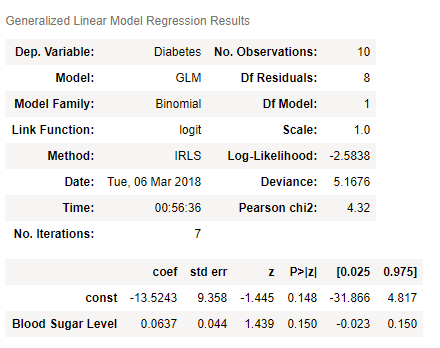 Generalized Linear Model Regression Results
Dep. Variable: Diabetes No. Observations: 10
Model: GLM Df Residuals: 8
Model Family: Binomial Df Model: 1
Link Function: logit Scale: 1.0
Method: IRLS Log-Likelihood: -2.5838
Date: Tue, 06 Mar 2018 Deviance: 5.1676
Time: 00:56:36 Pearson chi2: 4.32
No. Iterations: 7
coef std err z P>|z| [0.025 0.975]
const -13.5243 9.358 -1.445 0.148 -31.866 4.817
Blood Sugar Level 0.0637 0.044 1.439 0.150 -0.023 0.150